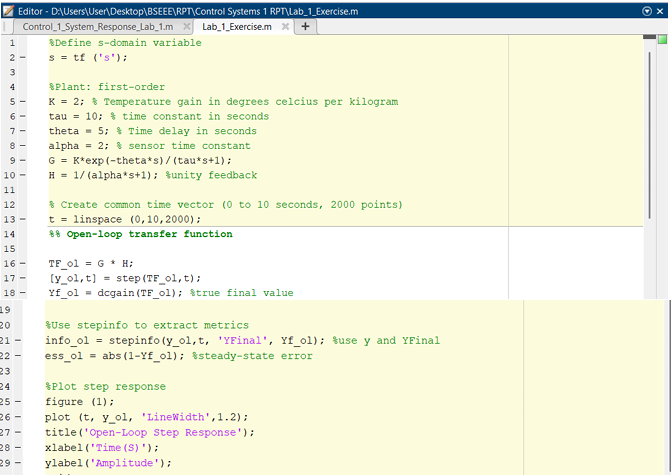 Editor - D:\Users\User\Desktop\BSEEE\RPT\Control Systems 1 RPT\Lab_1_Exercise.m
Control_1_System_Response_Lab_1.m × Lab_1_Exercise.m × +
1 %Define s-domain variable
2 – s = tf ('s');
3
4 %Plant: first-order
5 – K = 2; % Temperature gain in degrees celcius per kilogram
6 – tau = 10; % time constant in seconds
7 – theta = 5; % Time delay in seconds
8 – alpha = 2; % sensor time constant
9 – G = K*exp(-theta*s)/(tau*s+1);
10 – H = 1/(alpha*s+1); %unity feedback
11
12 % Create common time vector (0 to 10 seconds, 2000 points)
13 – t = linspace (0,10,2000);
14 %% Open-loop transfer function
15
16 – TF_ol = G * H;
17 – [y_ol,t] = step(TF_ol,t);
18 – Yf_ol = dcgain(TF_ol); %true final value
19
20 %Use stepinfo to extract metrics
21 – info_ol = stepinfo(y_ol,t, 'YFinal', Yf_ol); %use y and YFinal
22 – ess_ol = abs(1-Yf_ol); %steady-state error
23
24 %Plot step response
25 – figure (1);
26 – plot (t, y_ol, 'LineWidth',1.2);
27 – title('Open-Loop Step Response');
28 – xlabel('Time(S)');
29 – ylabel('Amplitude');